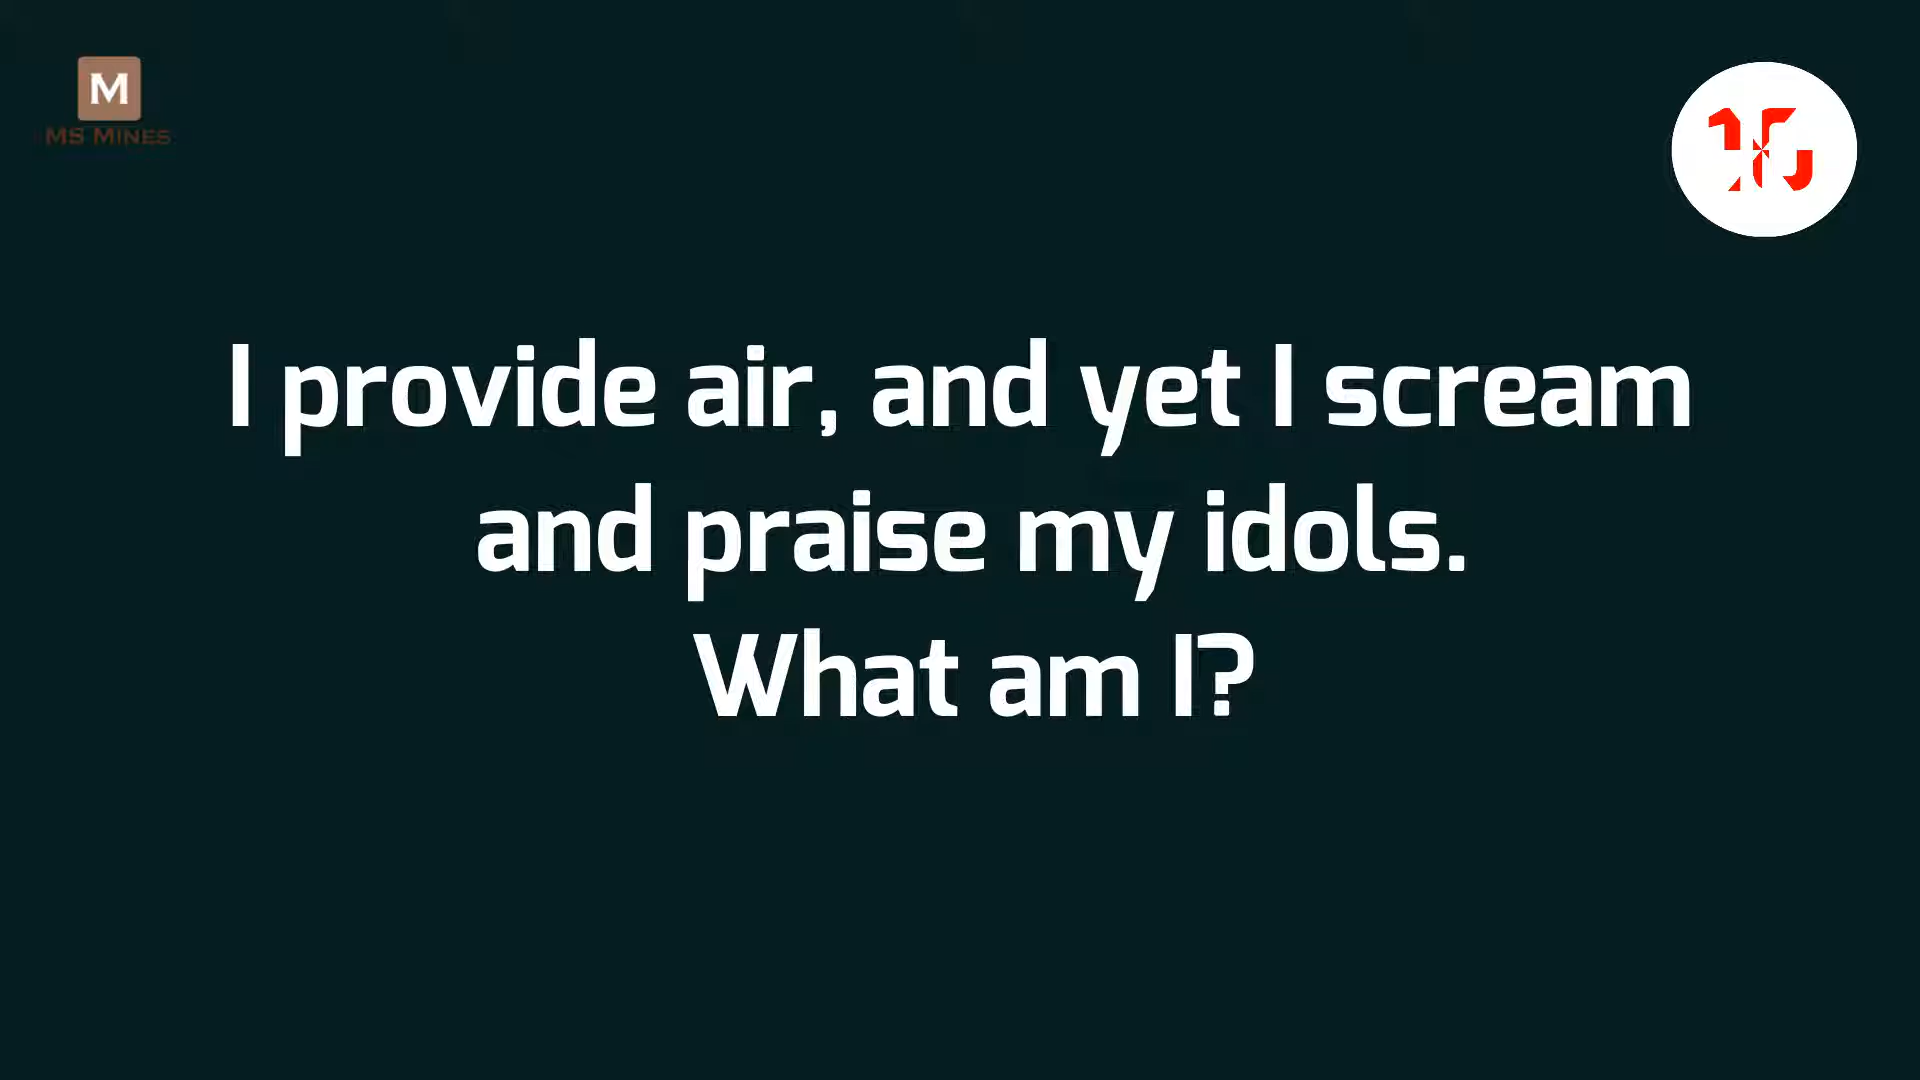 M
MS MINES
I provide air, and yet I scream
and praise my idols.
What am I?